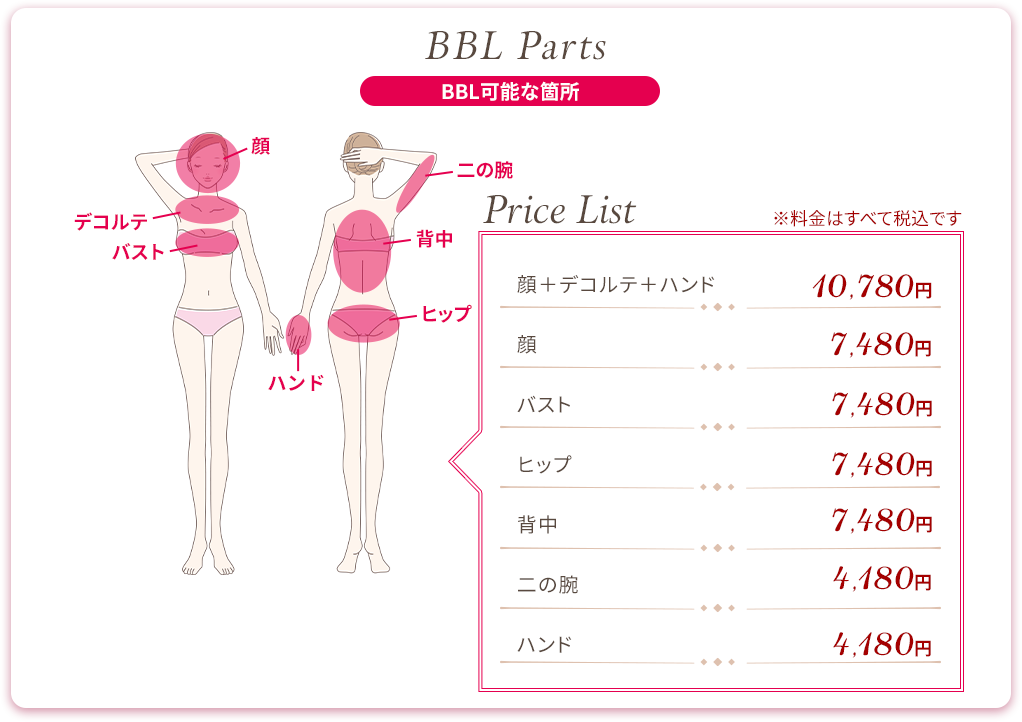 BBL Parts
BBL可能な箇所
顔
デコルテ
バスト
ハンド
二の腕
背中
ヒップ
Price List
※料金はすべて税込です
顔＋デコルテ＋ハンド 10,780円
顔 7,480円
バスト 7,480円
ヒップ 7,480円
背中 7,480円
二の腕 4,180円
ハンド 4,180円